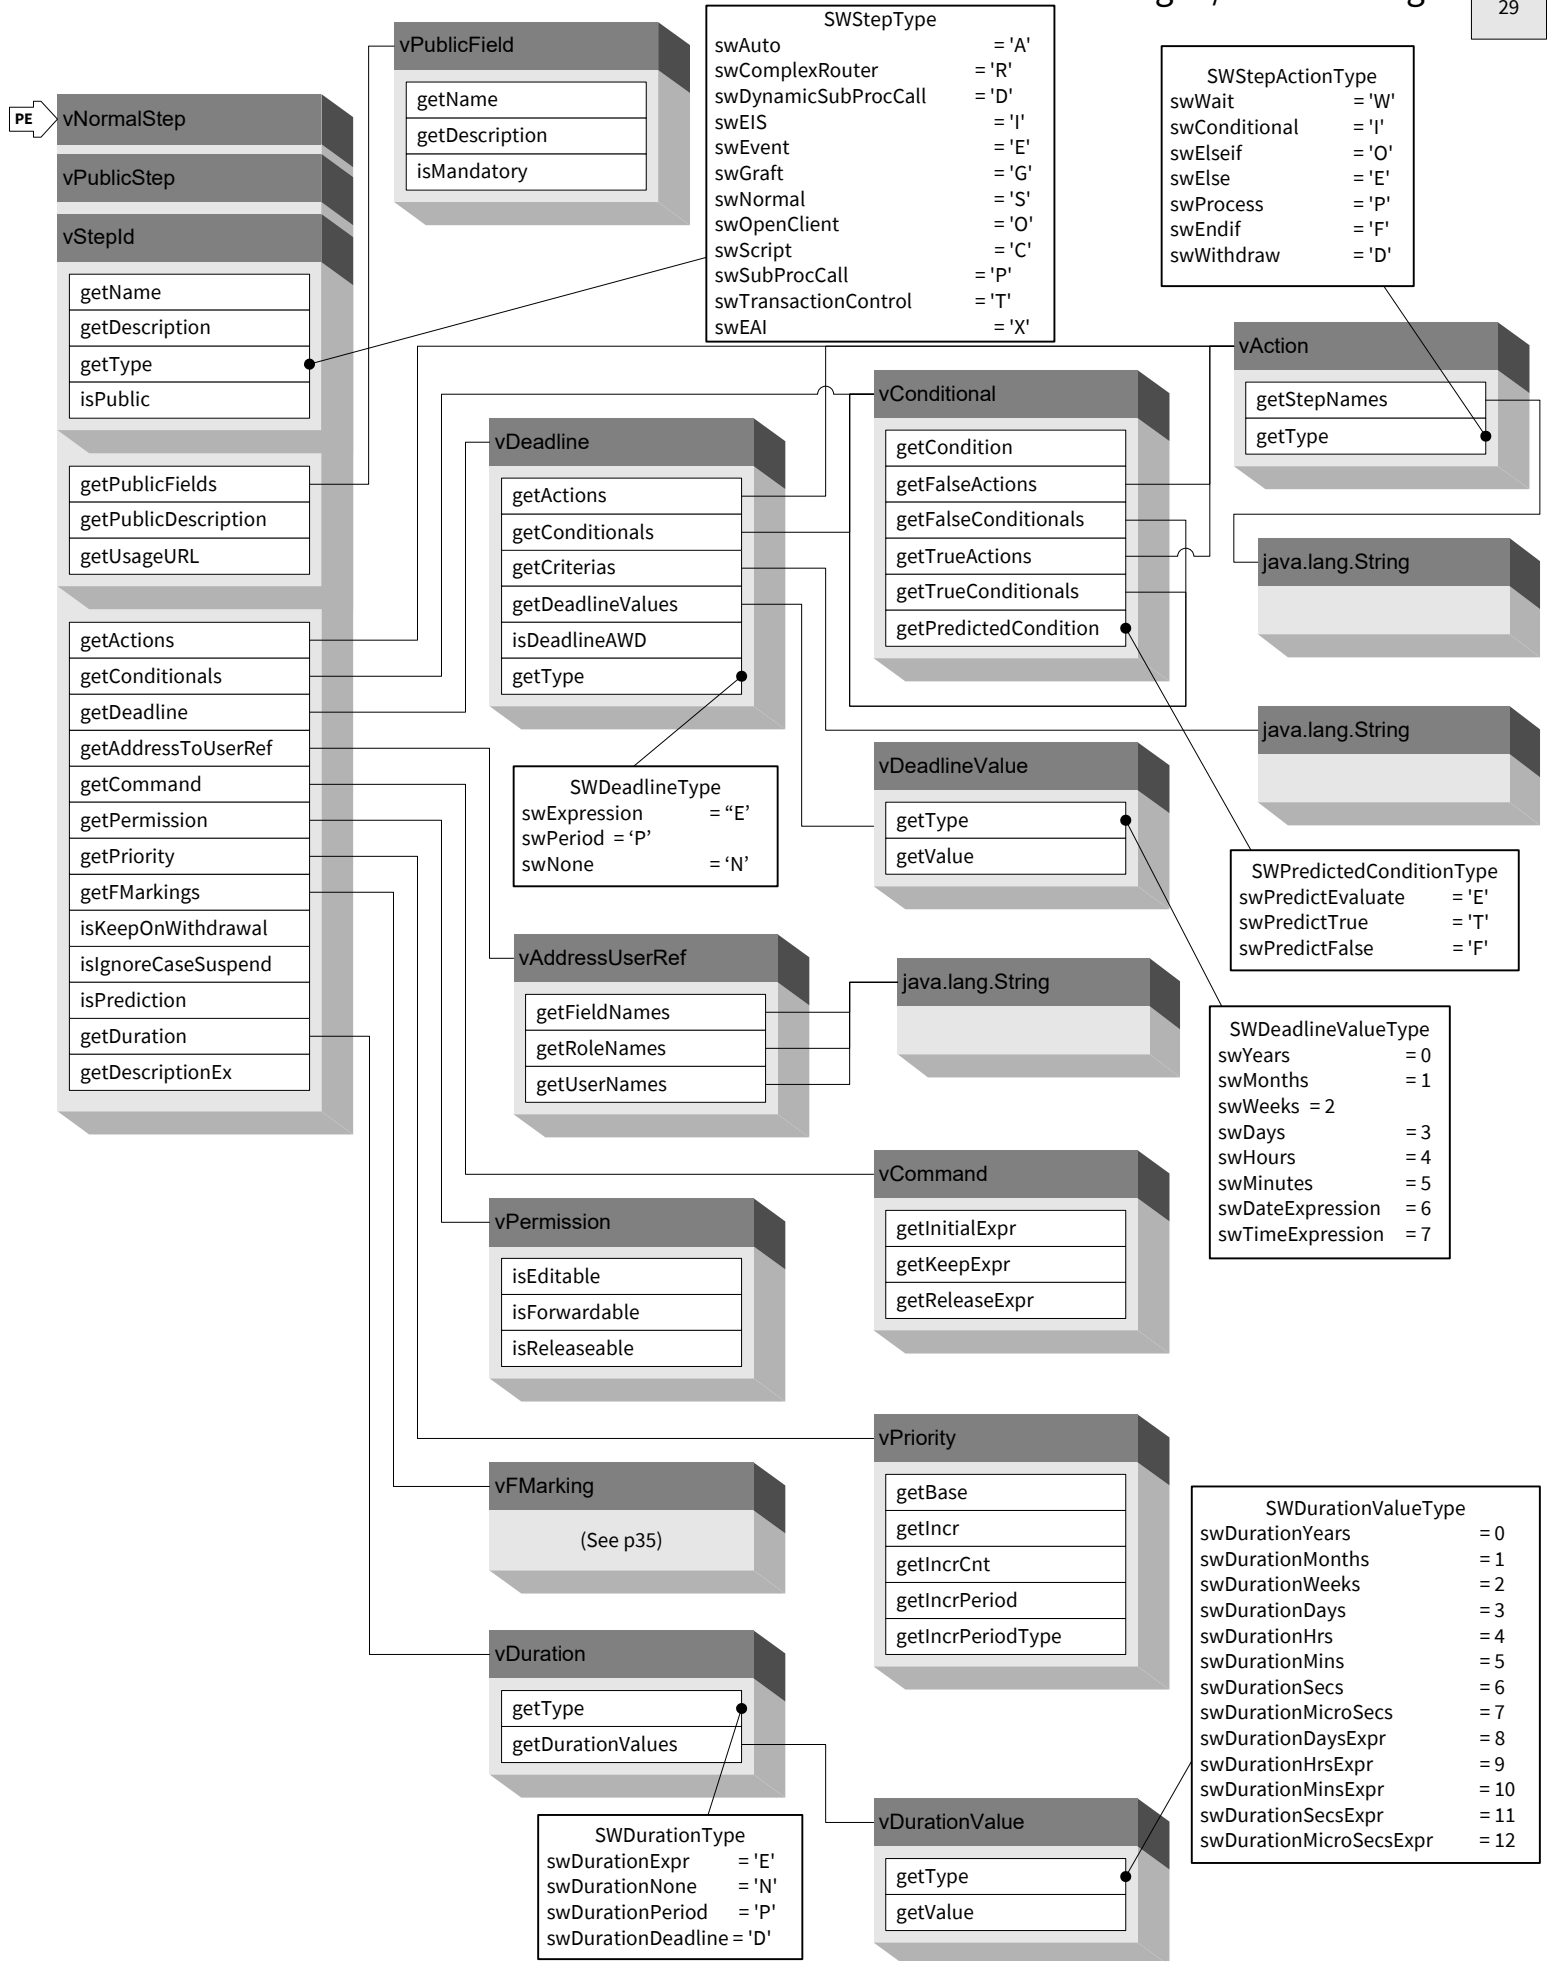 29
PE
vNormalStep
vPublicStep
vStepId
getName
getDescription
getType
isPublic
getPublicFields
getPublicDescription
getUsageURL
getActions
getConditionals
getDeadline
getAddressToUserRef
getCommand
getPermission
getPriority
getFMarkings
isKeepOnWithdrawal
isIgnoreCaseSuspend
isPrediction
getDuration
getDescriptionEx
vPublicField
getName
getDescription
isMandatory
SWStepType
swAuto = 'A'
swComplexRouter = 'R'
swDynamicSubProcCall = 'D'
swEIS = 'I'
swEvent = 'E'
swGraft = 'G'
swNormal = 'S'
swOpenClient = 'O'
swScript = 'C'
swSubProcCall = 'P'
swTransactionControl = 'T'
swEAI = 'X'
SWStepActionType
swWait = 'W'
swConditional = 'I'
swElseif = 'O'
swElse = 'E'
swProcess = 'P'
swEndif = 'F'
swWithdraw = 'D'
vAction
getStepNames
getType
java.lang.String
vConditional
getCondition
getFalseActions
getFalseConditionals
getTrueActions
getTrueConditionals
getPredictedCondition
vDeadline
getActions
getConditionals
getCriterias
getDeadlineValues
isDeadlineAWD
getType
java.lang.String
SWDeadlineType
swExpression = “E’
swPeriod = ‘P’
swNone = ‘N’
vDeadlineValue
getType
getValue
SWPredictedConditionType
swPredictEvaluate = 'E'
swPredictTrue = 'T'
swPredictFalse = 'F'
vAddressUserRef
getFieldNames
getRoleNames
getUserNames
java.lang.String
SWDeadlineValueType
swYears = 0
swMonths = 1
swWeeks = 2
swDays = 3
swHours = 4
swMinutes = 5
swDateExpression = 6
swTimeExpression = 7
vCommand
getInitialExpr
getKeepExpr
getReleaseExpr
vPermission
isEditable
isForwardable
isReleaseable
vPriority
getBase
getIncr
getIncrCnt
getIncrPeriod
getIncrPeriodType
vFMarking
(See p35)
SWDurationValueType
swDurationYears = 0
swDurationMonths = 1
swDurationWeeks = 2
swDurationDays = 3
swDurationHrs = 4
swDurationMins = 5
swDurationSecs = 6
swDurationMicroSecs = 7
swDurationDaysExpr = 8
swDurationHrsExpr = 9
swDurationMinsExpr = 10
swDurationSecsExpr = 11
swDurationMicroSecsExpr = 12
vDuration
getType
getDurationValues
SWDurationType
swDurationExpr = 'E'
swDurationNone = 'N'
swDurationPeriod = 'P'
swDurationDeadline = 'D'
vDurationValue
getType
getValue